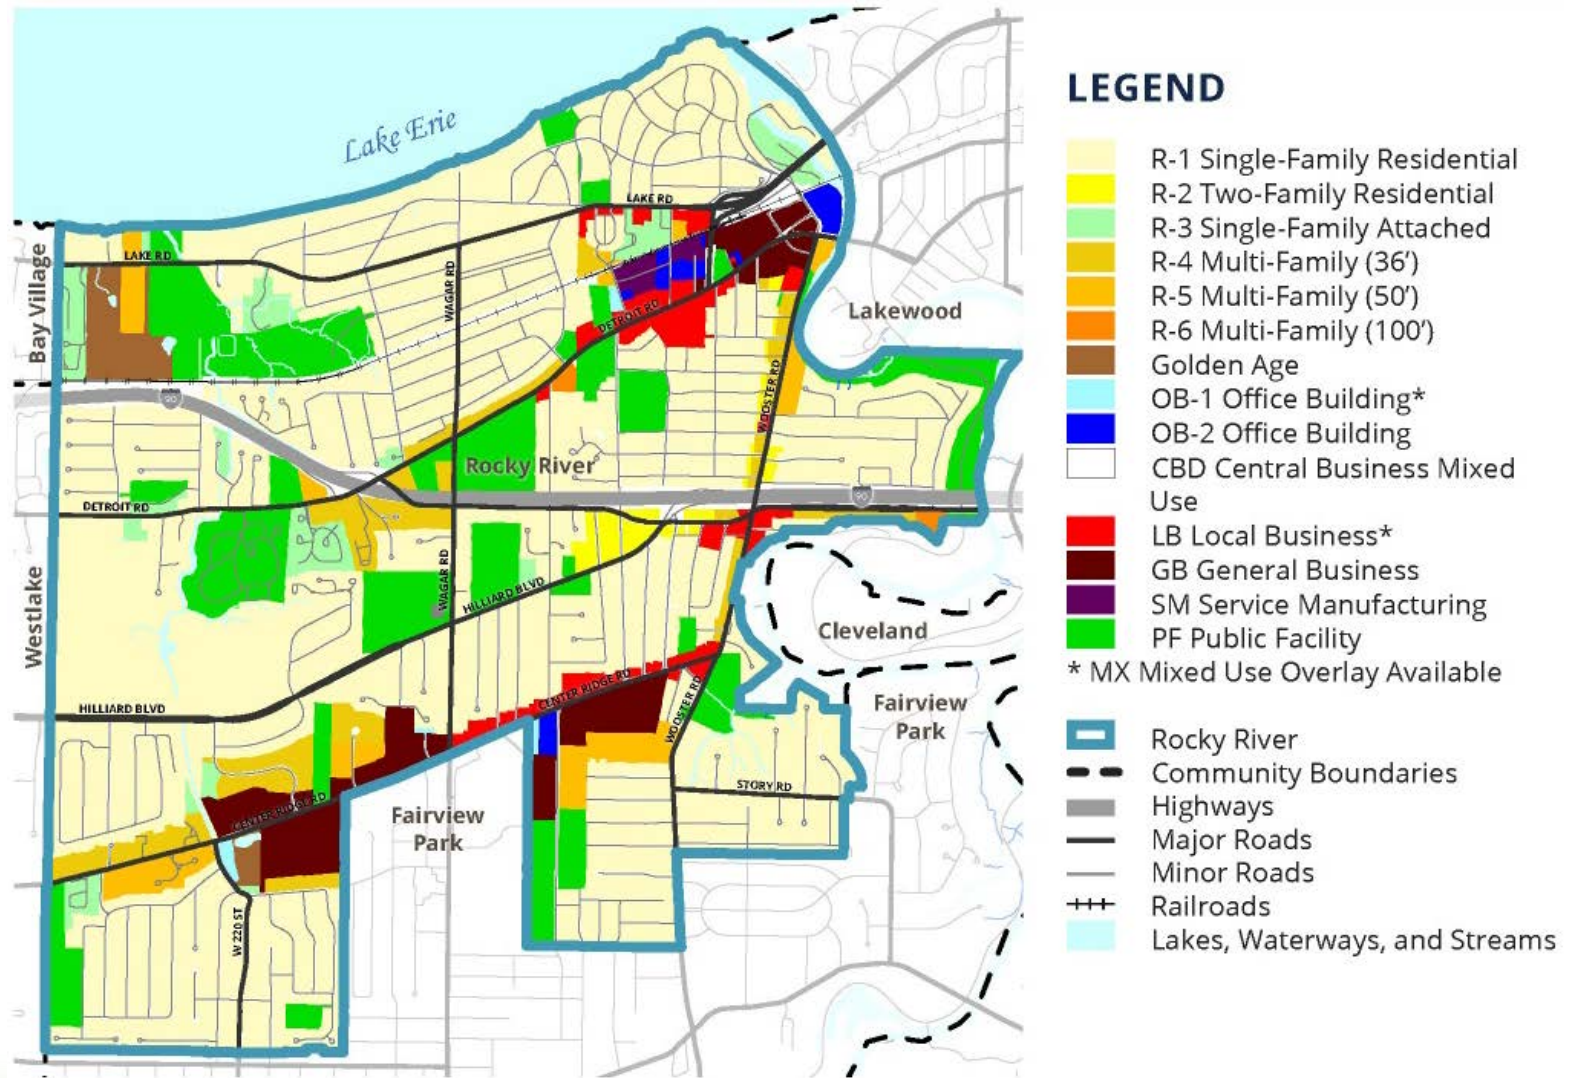 Lake Erie
LAKE RD
LAKE RD
Bay Village
WAGAR RD
DETROIT RD
Lakewood
WOOSTER RD
90
Rocky River
90
DETROIT RD
WAGAR RD
HILLIARD BLVD
Westlake
Cleveland
CENTER RIDGE RD
WOOSTER RD
HILLIARD BLVD
Fairview
Park
STORY RD
CENTER RIDGE RD
Fairview
Park
W 220 ST
LEGEND
R-1 Single-Family Residential
R-2 Two-Family Residential
R-3 Single-Family Attached
R-4 Multi-Family (36’)
R-5 Multi-Family (50’)
R-6 Multi-Family (100’)
Golden Age
OB-1 Office Building*
OB-2 Office Building
CBD Central Business Mixed
Use
LB Local Business*
GB General Business
SM Service Manufacturing
PF Public Facility
* MX Mixed Use Overlay Available
Rocky River
Community Boundaries
Highways
Major Roads
Minor Roads
Railroads
Lakes, Waterways, and Streams